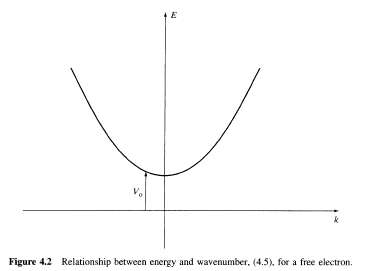 E
V₀
k
Figure 4.2 Relationship between energy and wavenumber, (4.5), for a free electron.